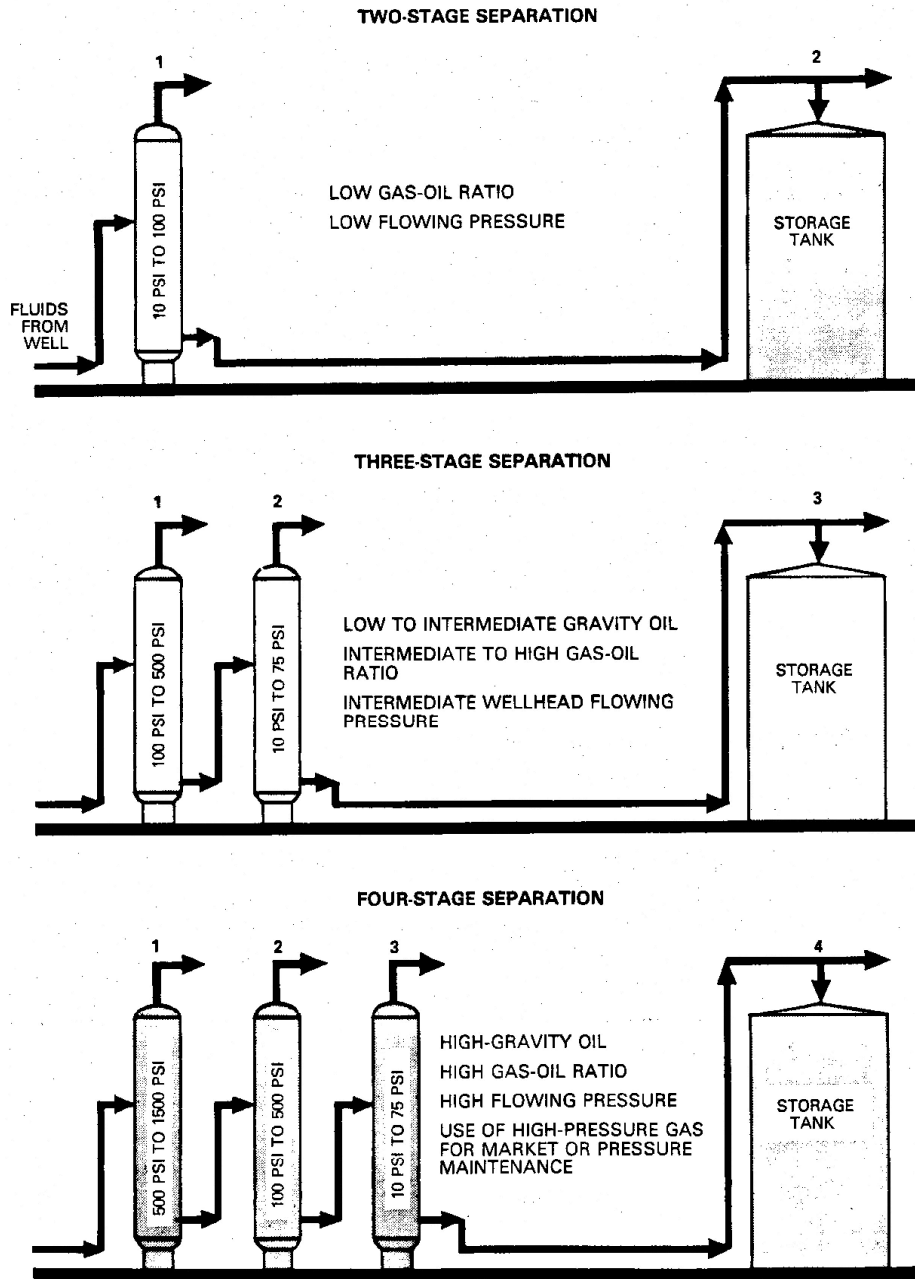 TWO-STAGE SEPARATION
1
2
10 PSI TO 100 PSI
LOW GAS-OIL RATIO
LOW FLOWING PRESSURE
STORAGE
TANK
FLUIDS
FROM
WELL
THREE-STAGE SEPARATION
1
2
3
100 PSI TO 500 PSI
10 PSI TO 75 PSI
LOW TO INTERMEDIATE GRAVITY OIL
INTERMEDIATE TO HIGH GAS-OIL
RATIO
INTERMEDIATE WELLHEAD FLOWING
PRESSURE
STORAGE
TANK
FOUR-STAGE SEPARATION
1
2
3
4
500 PSI TO 1500 PSI
100 PSI TO 500 PSI
10 PSI TO 75 PSI
HIGH-GRAVITY OIL
HIGH GAS-OIL RATIO
HIGH FLOWING PRESSURE
USE OF HIGH-PRESSURE GAS
FOR MARKET OR PRESSURE
MAINTENANCE
STORAGE
TANK